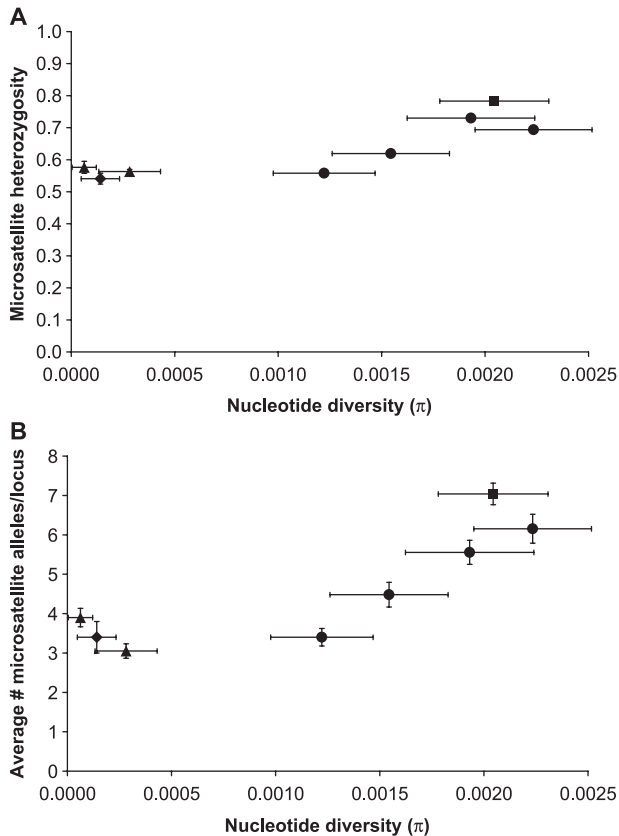 A
Microsatellite heterozygosity
1.0
0.9
0.8
0.7
0.6
0.5
0.4
0.3
0.2
0.1
0.0
0.0000 0.0005 0.0010 0.0015 0.0020 0.0025
Nucleotide diversity (π)
B
Average # microsatellite alleles/locus
8
7
6
5
4
3
2
1
0
0.0000 0.0005 0.0010 0.0015 0.0020 0.0025
Nucleotide diversity (π)